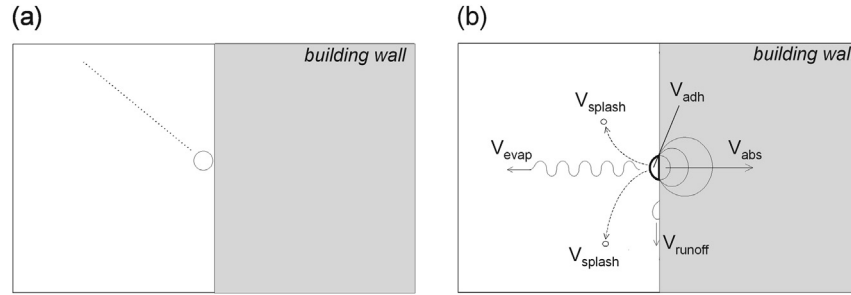 (a)
building wall
(b)
building wall
V_splash
V_adh
V_evap
V_abs
V_splash
V_runoff